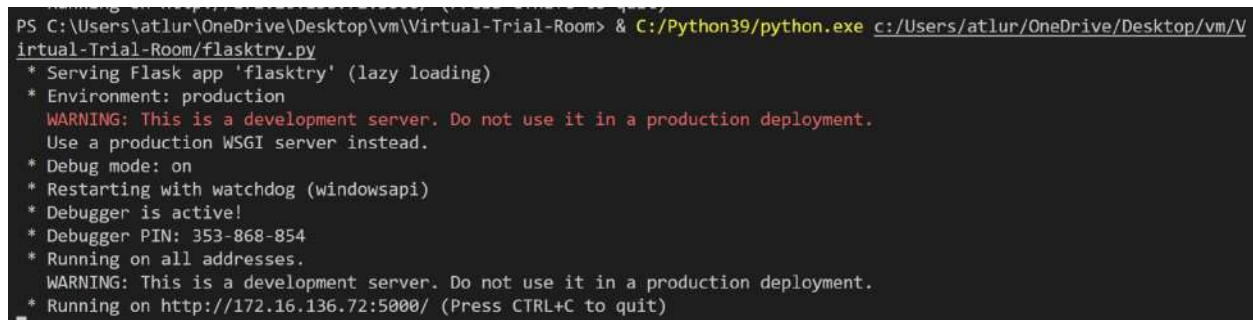 PS C:\Users\atlur\OneDrive\Desktop\vm\Virtual-Trial-Room> & C:/Python39/python.exe c:/Users/atlur/OneDrive/Desktop/vm/V
irtual-Trial-Room/flasktry.py
* Serving Flask app 'flasktry' (lazy loading)
* Environment: production
WARNING: This is a development server. Do not use it in a production deployment.
Use a production WSGI server instead.
* Debug mode: on
* Restarting with watchdog (windowsapi)
* Debugger is active!
* Debugger PIN: 353-868-854
* Running on all addresses.
WARNING: This is a development server. Do not use it in a production deployment.
* Running on http://172.16.136.72:5000/ (Press CTRL+C to quit)